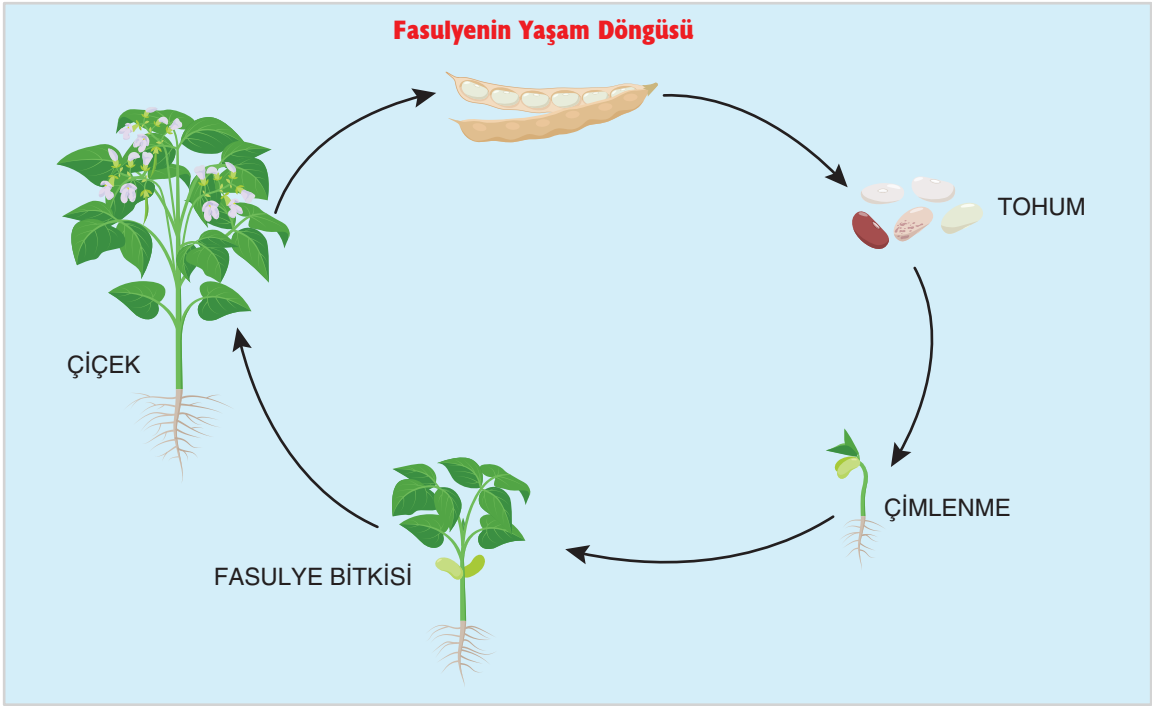 Fasulyenin Yaşam Döngüsü
TOHUM
ÇİMLENME
FASULYE BİTKİSİ
ÇİÇEK